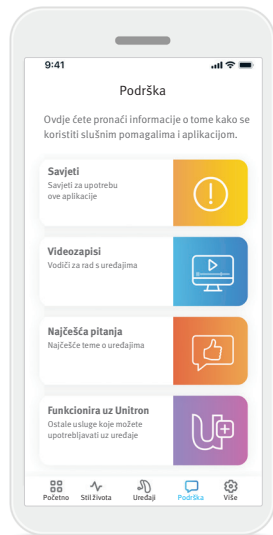 9:41
Podrška
Ovdje ćete pronaći informacije o tome kako se
koristiti slušnim pomagalima i aplikacijom.
Savjeti
Savjeti za upotrebu
ove aplikacije
Videozapisi
Vodiči za rad s uređajima
Najčešća pitanja
Najčešće teme o uređajima
Funkcionira uz Unitron
Ostale usluge koje možete
upotrebljavati uz uređaje
Početno Stil života Uređaji Podrška Više